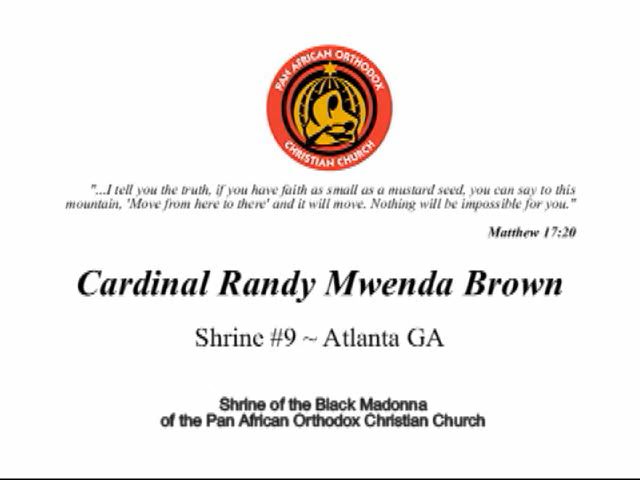 PAN AFRICAN ORTHODOX
CHRISTIAN CHURCH
"...I tell you the truth, if you have faith as small as a mustard seed, you can say to this
mountain, 'Move from here to there' and it will move. Nothing will be impossible for you."
Matthew 17:20
Cardinal Randy Mwenda Brown
Shrine #9 ~ Atlanta GA
Shrine of the Black Madonna
of the Pan African Orthodox Christian Church